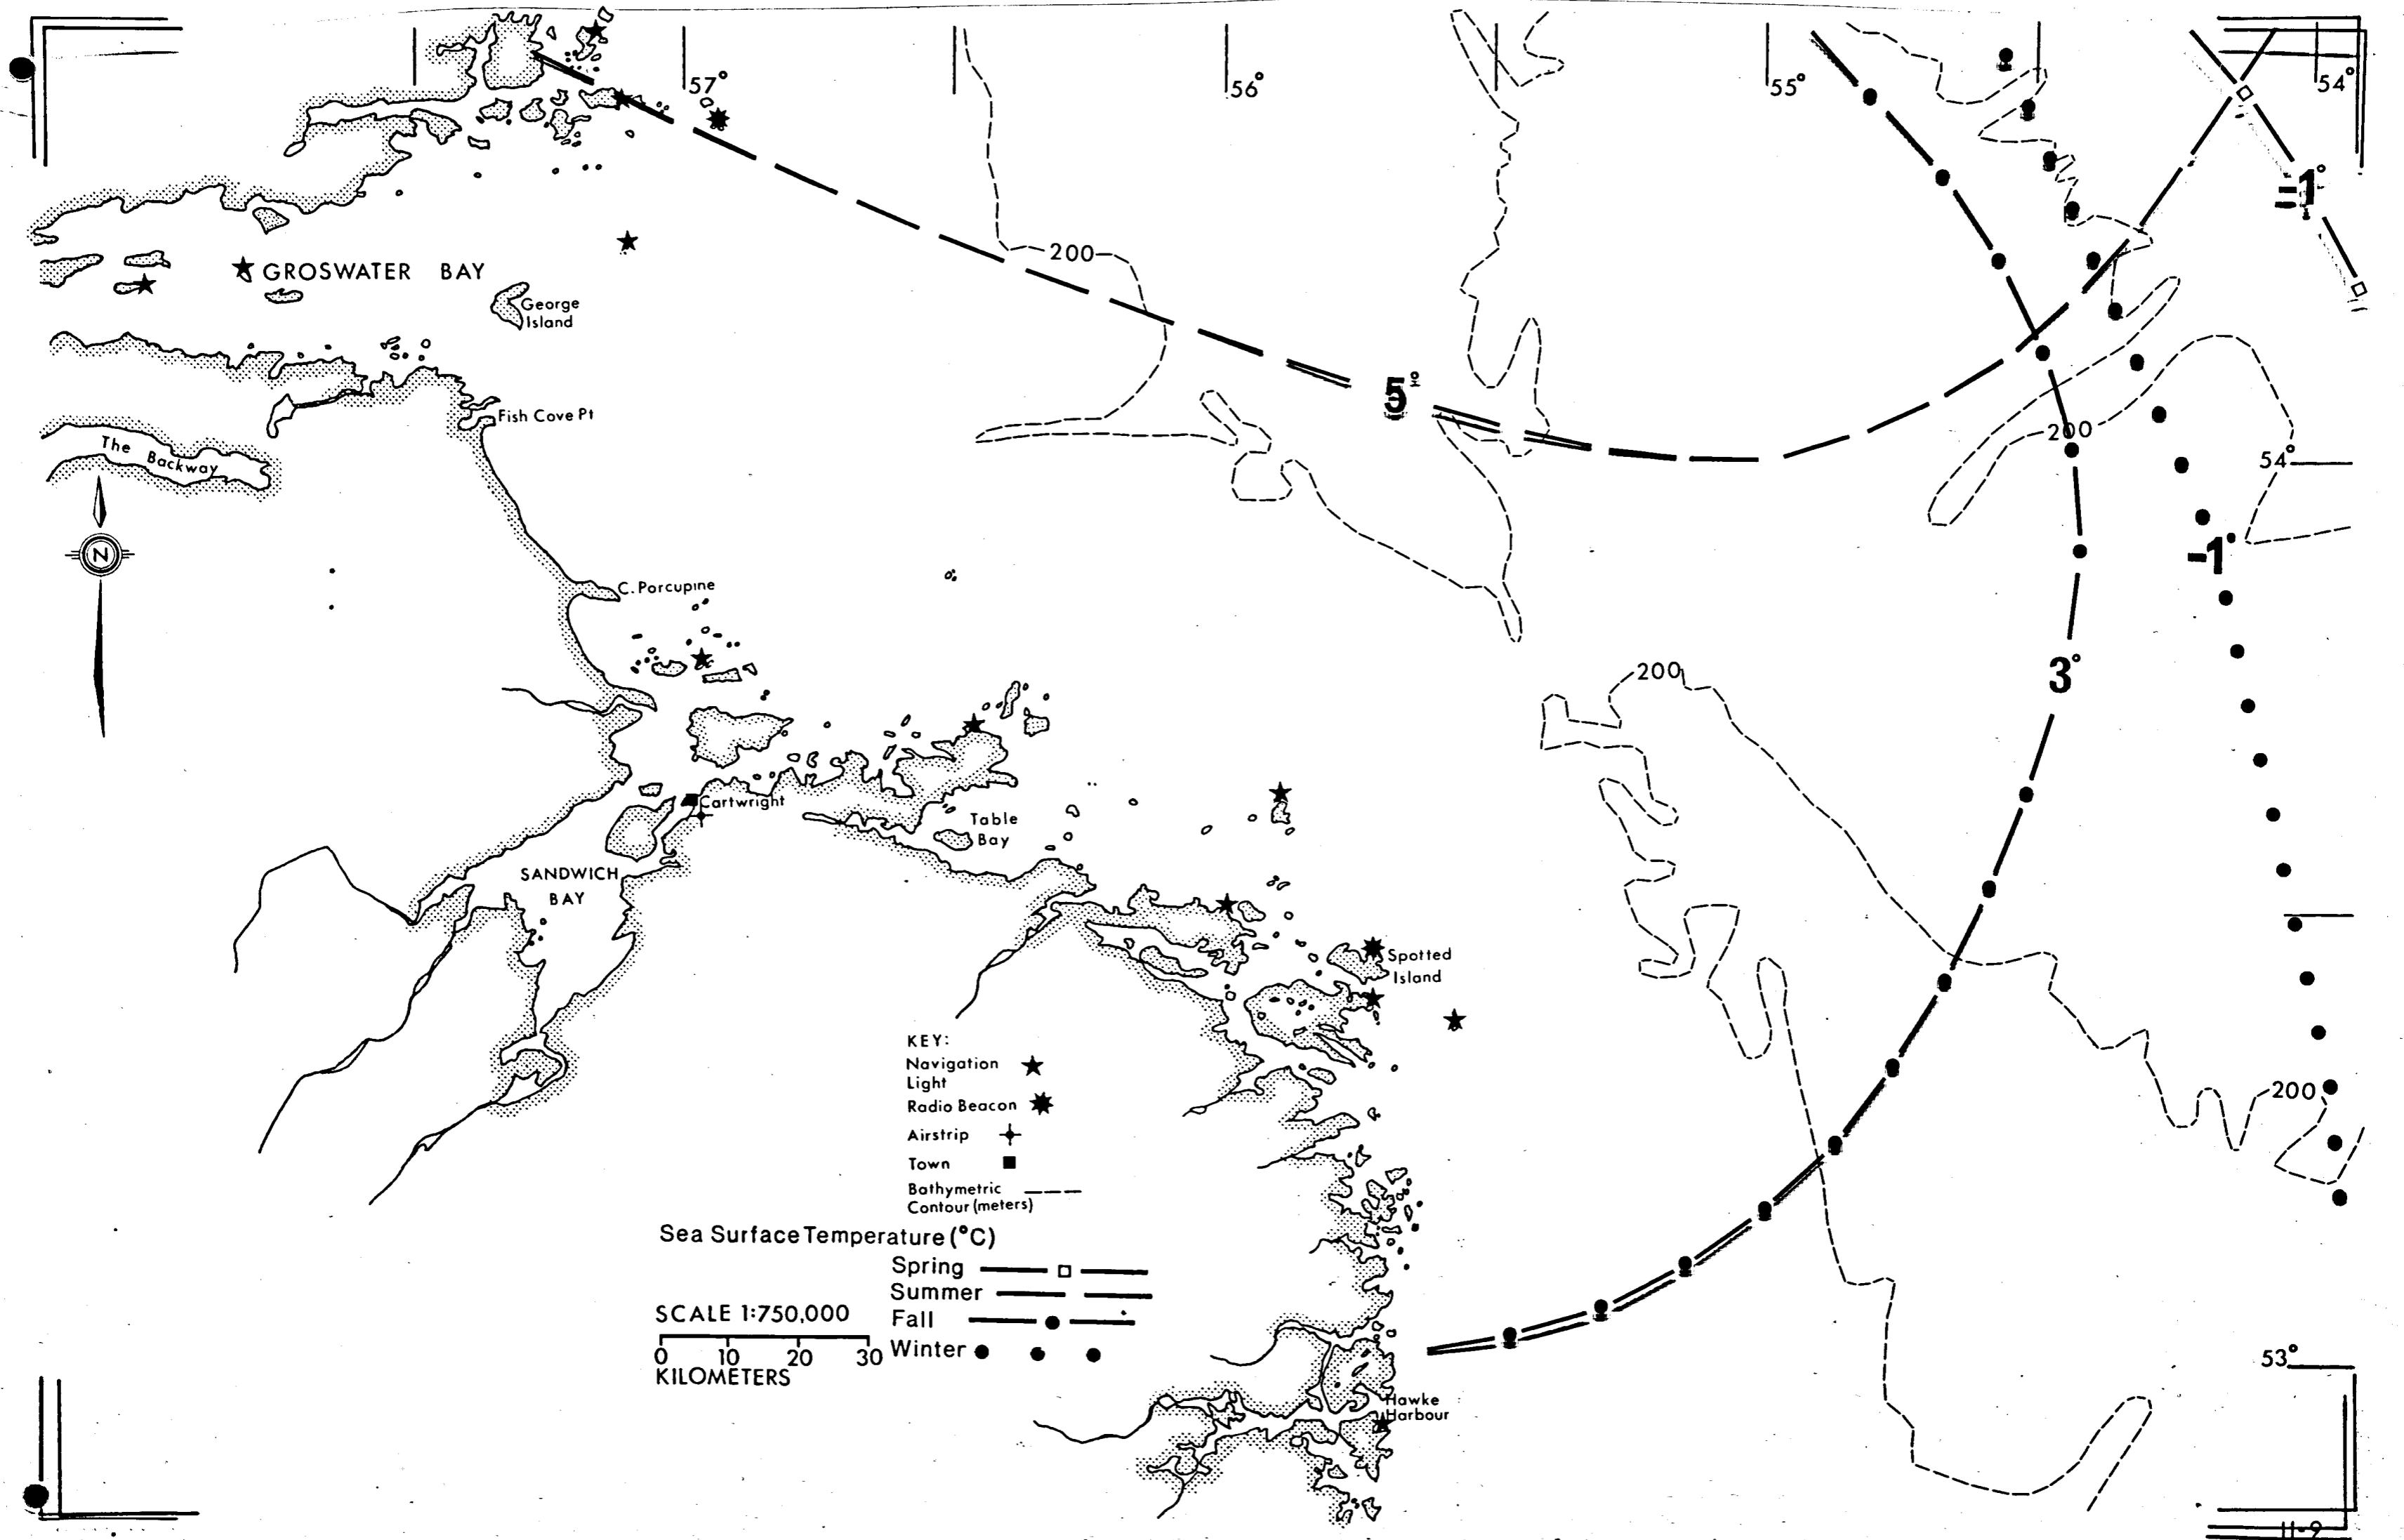 57°
56°
55°
54°
-1°
200
GROSWATER BAY
George
Island
5°
Fish Cove Pt
200
The Backway
54°
N
-1°
C. Porcupine
3°
200
Cartwright
Table
Bay
SANDWICH
BAY
Spotted
Island
KEY:
Navigation
Light
Radio Beacon
Airstrip
Town
Bathymetric
Contour (meters)
200
Sea Surface Temperature (°C)
Spring
Summer
Fall
Winter
SCALE 1:750,000
0 10 20 30
KILOMETERS
53°
Hawke
Harbour
II-9